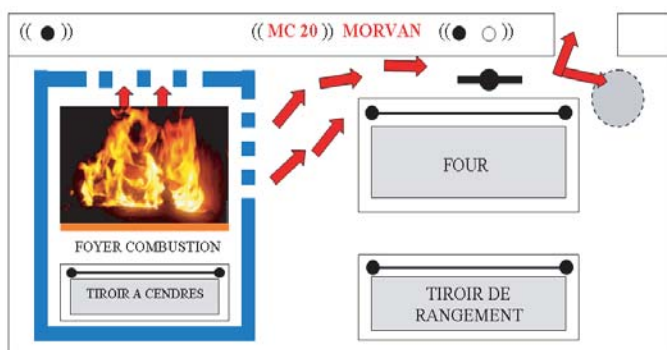 (( MC 20 )) MORVAN
FOUR
FOYER COMBUSTION
TIROIR A CENDRES
TIROIR DE
RANGEMENT